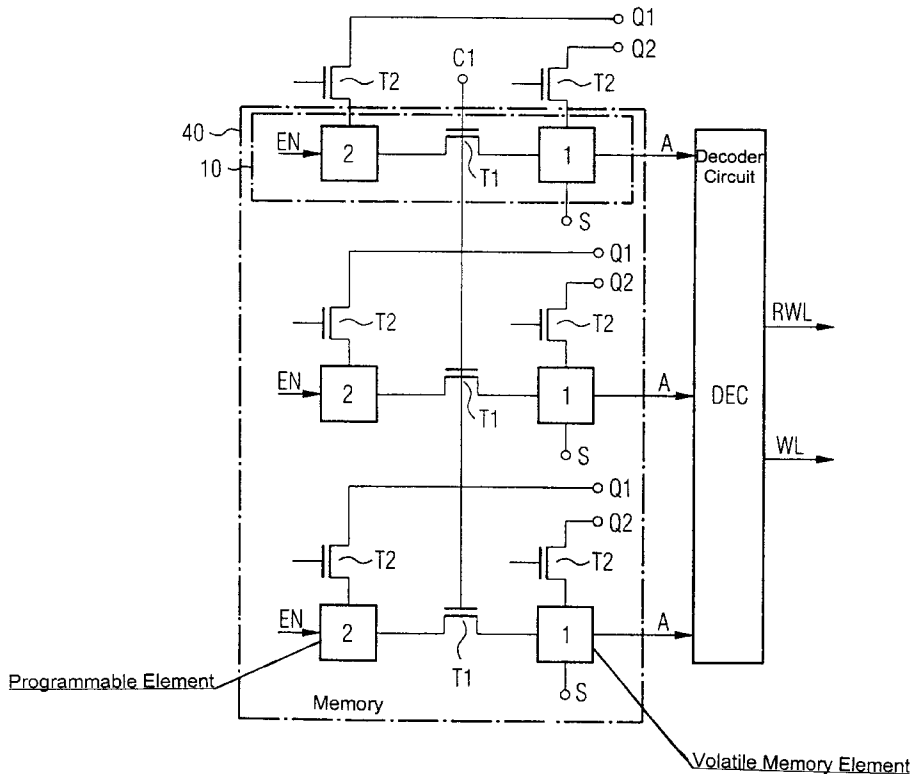 Q1
Q2
C1
T2
T2
40
10
EN
2
T1
1
A
S
Decoder
Circuit
Q1
Q2
T2
T2
RWL
EN
2
T1
1
A
DEC
S
WL
Q1
Q2
T2
T2
EN
2
T1
1
A
S
Programmable Element
Memory
Volatile Memory Element